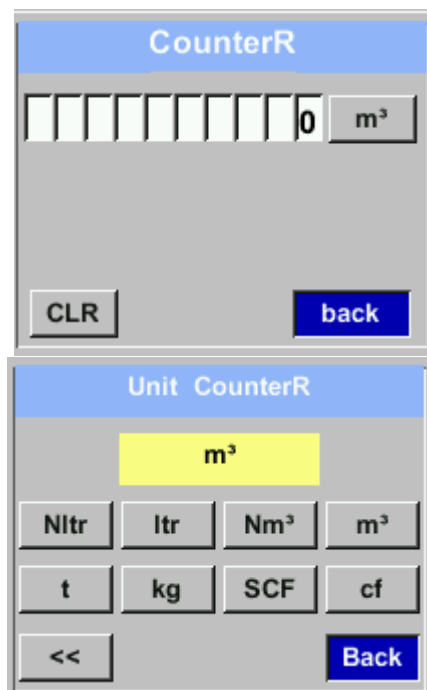 CounterR
0 m³
CLR back
Unit CounterR
m³
Nltr ltr Nm³ m³
t kg SCF cf
<< Back